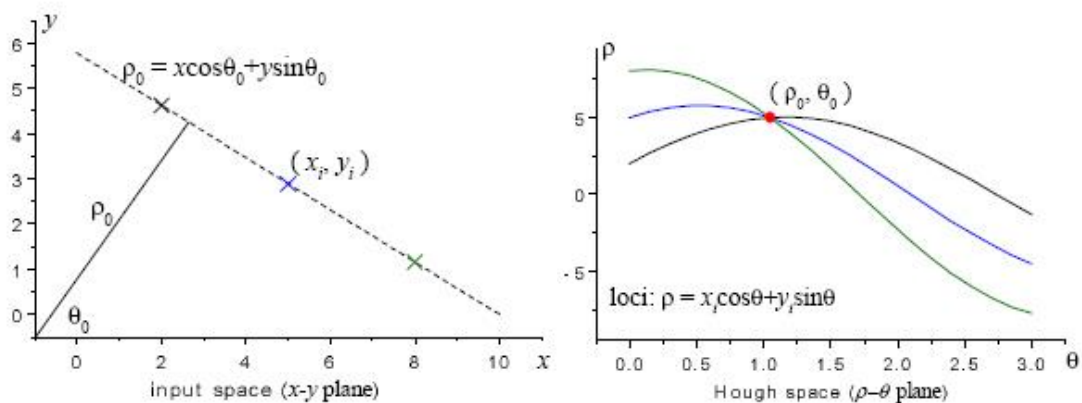 y
6
5
4
3
2
1
0
ρ₀ = xcosθ₀+ysinθ₀
(xᵢ, yᵢ)
ρ₀
θ₀
0 2 4 6 8 10 x
input space (x-y plane)
ρ
5
0
- 5
(ρ₀, θ₀)
loci: ρ = xᵢcosθ+yᵢsinθ
0.0 0.5 1.0 1.5 2.0 2.5 3.0 θ
Hough space (ρ–θ plane)